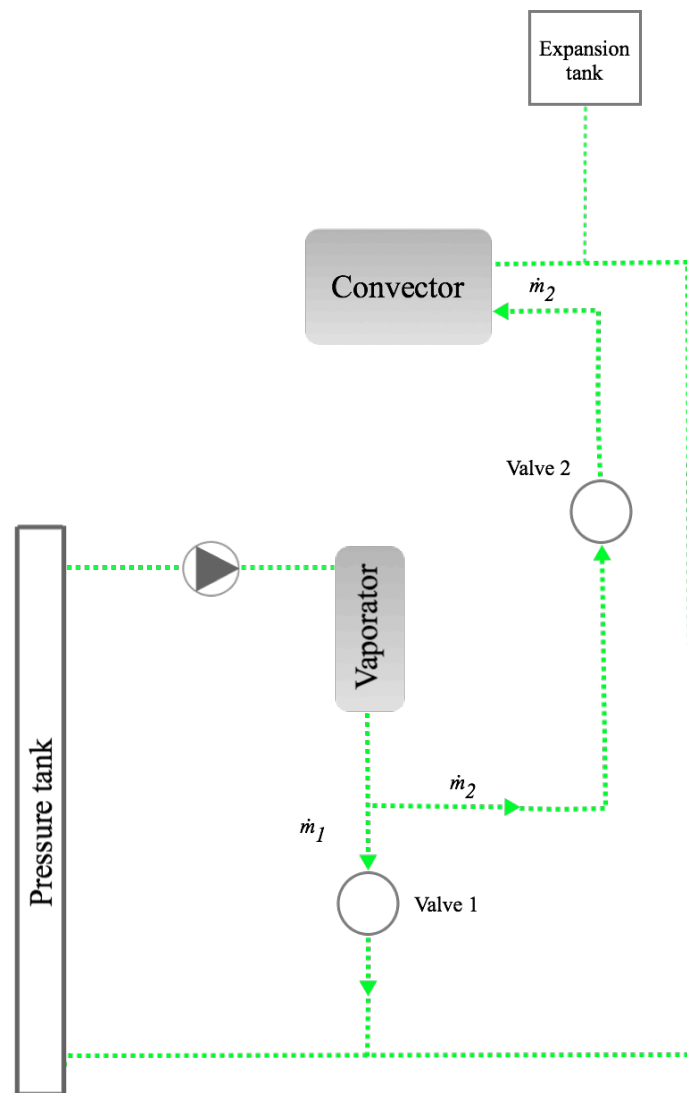 Expansion
tank
Convector
ṁ2
Valve 2
Vaporator
Pressure tank
ṁ2
ṁ1
Valve 1